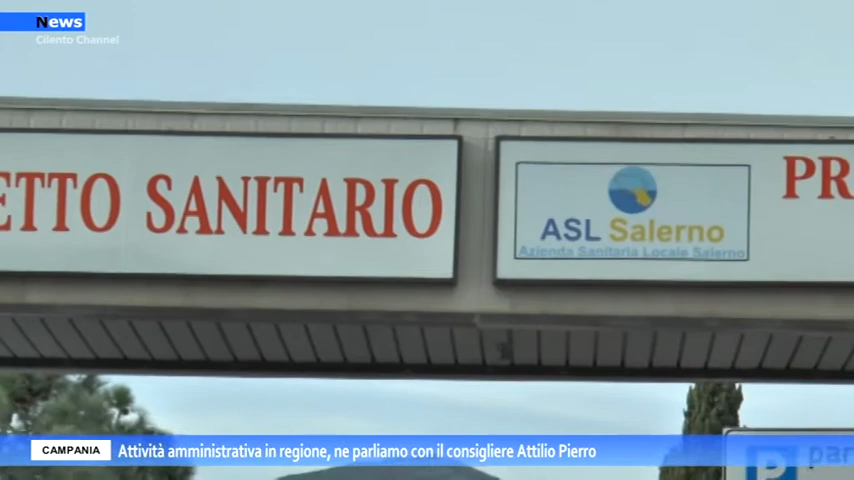 News
Cilento Channel
ETTO SANITARIO
PR
ASL Salerno
Azienda Sanitaria Locale Salerno
CAMPANIA
Attività amministrativa in regione, ne parliamo con il consigliere Attilio Pierro
P
par